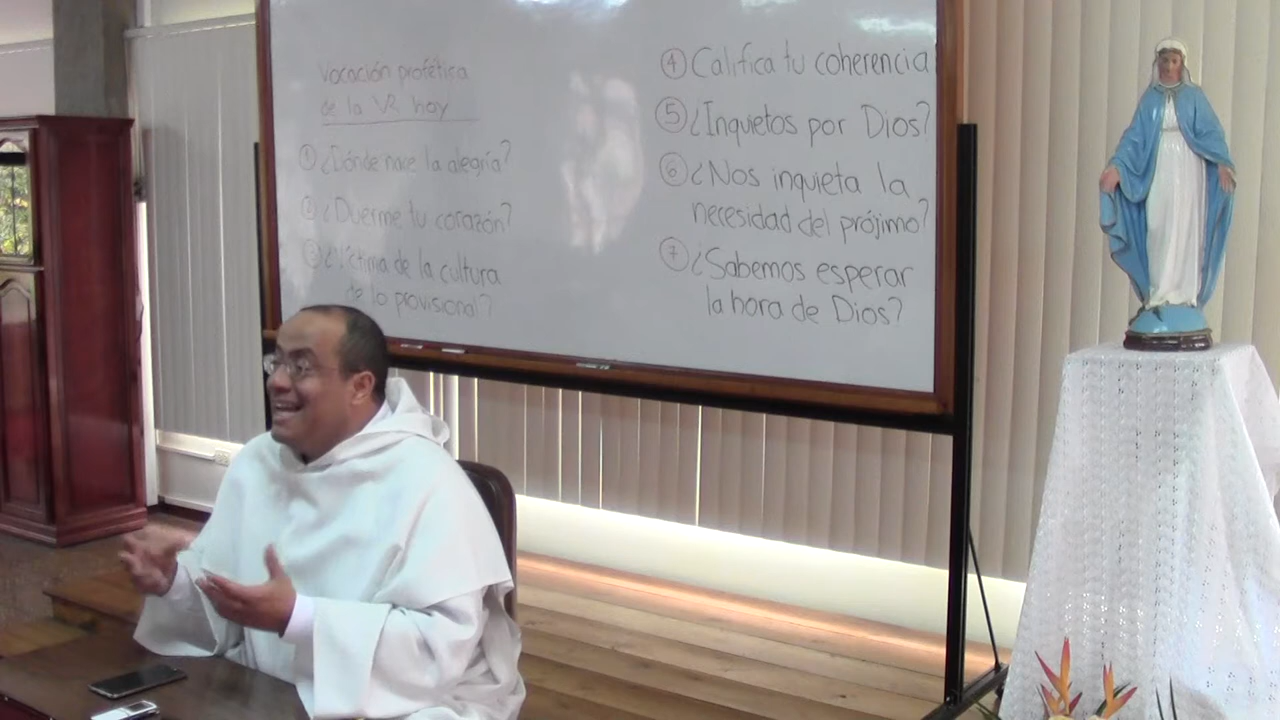 Vocación profética
de la VR hoy
① ¿Dónde nace la alegría?
② ¿Duerme tu corazón?
③ ¿Víctima de la cultura
de lo provisional?
④ Califica tu coherencia
⑤ ¿Inquietos por Dios?
⑥ ¿Nos inquieta la
necesidad del prójimo?
⑦ ¿Sabemos esperar
la hora de Dios?